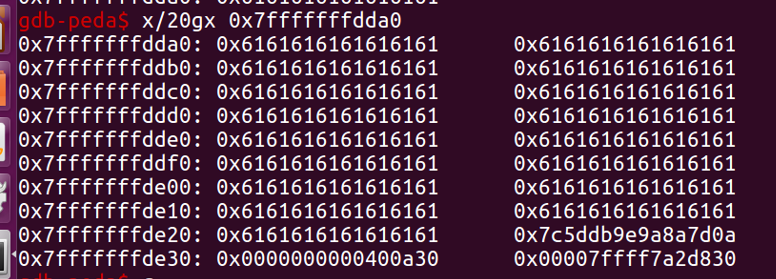 gdb-peda$ x/20gx 0x7fffffffdda0
0x7fffffffdda0: 0x6161616161616161 0x6161616161616161
0x7fffffffddb0: 0x6161616161616161 0x6161616161616161
0x7fffffffddc0: 0x6161616161616161 0x6161616161616161
0x7fffffffddd0: 0x6161616161616161 0x6161616161616161
0x7fffffffdde0: 0x6161616161616161 0x6161616161616161
0x7fffffffddf0: 0x6161616161616161 0x6161616161616161
0x7fffffffde00: 0x6161616161616161 0x6161616161616161
0x7fffffffde10: 0x6161616161616161 0x6161616161616161
0x7fffffffde20: 0x6161616161616161 0x7c5ddb9e9a8a7d0a
0x7fffffffde30: 0x0000000000400a30 0x00007ffff7a2d830